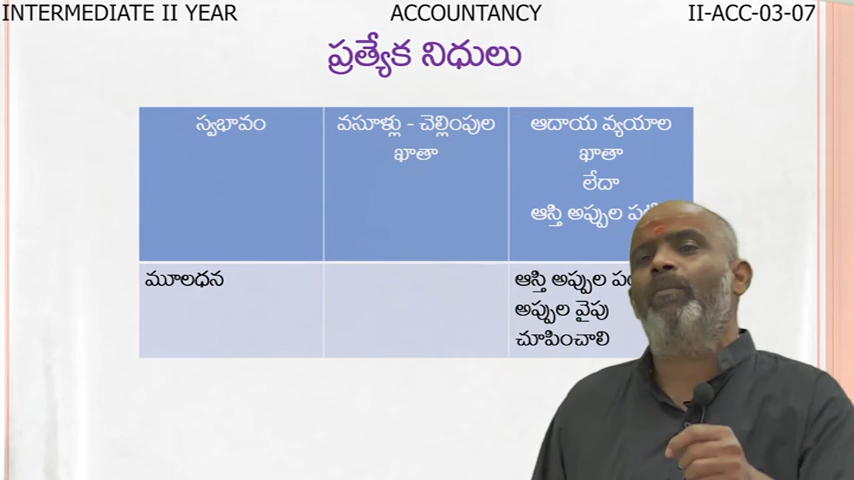 INTERMEDIATE II YEAR ACCOUNTANCY II-ACC-03-07
ప్రత్యేక నిధులు
స్వభావం
వసూళ్లు - చెల్లింపుల
ఖాతా
ఆదాయ వ్యయాల
ఖాతా
లేదా
ఆస్తి అప్పుల
మూలధన
ఆస్తి అప్పుల
అప్పుల వైపు
చూపించాలి